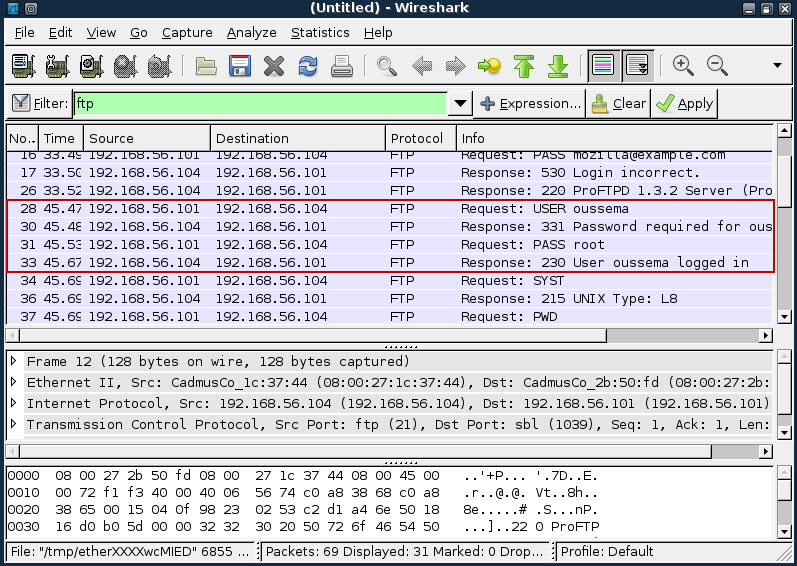 (Untitled) - Wireshark
File Edit View Go Capture Analyze Statistics Help
Filter: ftp Expression... Clear Apply
No.. Time Source Destination Protocol Info
16 33.49 192.168.56.101 192.168.56.104 FTP Request: PASS mozilla@example.com
17 33.50 192.168.56.104 192.168.56.101 FTP Response: 530 Login incorrect.
26 33.52 192.168.56.104 192.168.56.101 FTP Response: 220 ProFTPD 1.3.2 Server (Pro
28 45.47 192.168.56.101 192.168.56.104 FTP Request: USER oussema
30 45.48 192.168.56.104 192.168.56.101 FTP Response: 331 Password required for ous
31 45.53 192.168.56.101 192.168.56.104 FTP Request: PASS root
33 45.67 192.168.56.104 192.168.56.101 FTP Response: 230 User oussema logged in
34 45.69 192.168.56.101 192.168.56.104 FTP Request: SYST
36 45.69 192.168.56.104 192.168.56.101 FTP Response: 215 UNIX Type: L8
37 45.69 192.168.56.101 192.168.56.104 FTP Request: PWD
Frame 12 (128 bytes on wire, 128 bytes captured)
Ethernet II, Src: CadmusCo_1c:37:44 (08:00:27:1c:37:44), Dst: CadmusCo_2b:50:fd (08:00:27:2b:
Internet Protocol, Src: 192.168.56.104 (192.168.56.104), Dst: 192.168.56.101 (192.168.56.101)
Transmission Control Protocol, Src Port: ftp (21), Dst Port: sbl (1039), Seq: 1, Ack: 1, Len:
0000 08 00 27 2b 50 fd 08 00 27 1c 37 44 08 00 45 00 ..'+P... '.7D..E.
0010 00 72 f1 f3 40 00 40 06 56 74 c0 a8 38 68 c0 a8 .r..@.@. Vt..8h..
0020 38 65 00 15 04 0f 98 23 02 53 c2 d1 a4 6e 50 18 8e.....# .S...nP.
0030 16 d0 b0 5d 00 00 32 32 30 20 50 72 6f 46 54 50 ...]..22 0 ProFTP
File: "/tmp/etherXXXXwcMIED" 6855 ... Packets: 69 Displayed: 31 Marked: 0 Drop... Profile: Default